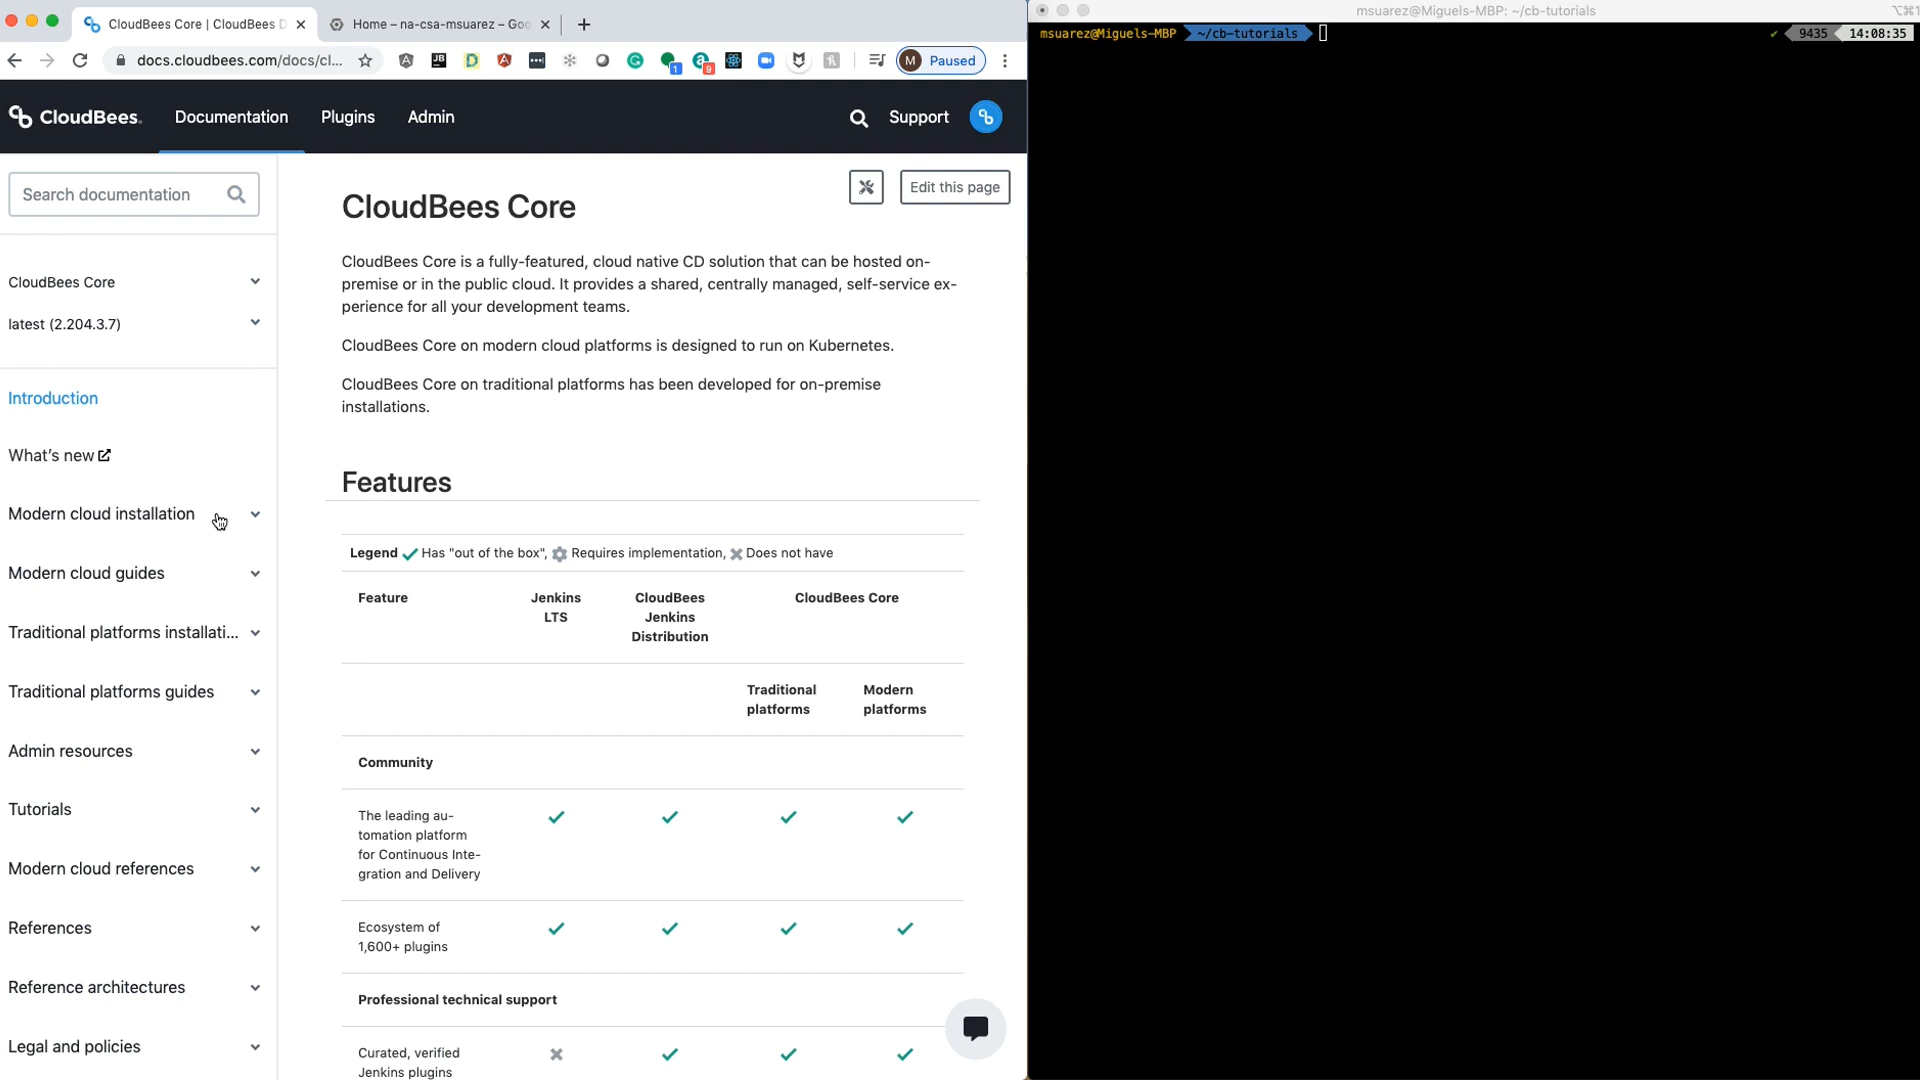 CloudBees Core | CloudBees D
Home – na-csa-msuarez – Goo
msuarez@Miguels-MBP: ~/cb-tutorials
⌥⌘1
msuarez@Miguels-MBP ~/cb-tutorials
✔ 9435 14:08:35
docs.cloudbees.com/docs/cl...
JB
D
1
9
M Paused
CloudBees.
Documentation
Plugins
Admin
Support
Search documentation
CloudBees Core
latest (2.204.3.7)
Introduction
What's new
Modern cloud installation
Modern cloud guides
Traditional platforms installati...
Traditional platforms guides
Admin resources
Tutorials
Modern cloud references
References
Reference architectures
Legal and policies
Edit this page
CloudBees Core
CloudBees Core is a fully-featured, cloud native CD solution that can be hosted on-
premise or in the public cloud. It provides a shared, centrally managed, self-service ex-
perience for all your development teams.
CloudBees Core on modern cloud platforms is designed to run on Kubernetes.
CloudBees Core on traditional platforms has been developed for on-premise
installations.
Features
Legend Has "out of the box", Requires implementation, Does not have
Feature
Jenkins
LTS
CloudBees
Jenkins
Distribution
CloudBees Core
Traditional
platforms
Modern
platforms
Community
The leading au-
tomation platform
for Continuous Inte-
gration and Delivery
Ecosystem of
1,600+ plugins
Professional technical support
Curated, verified
Jenkins plugins